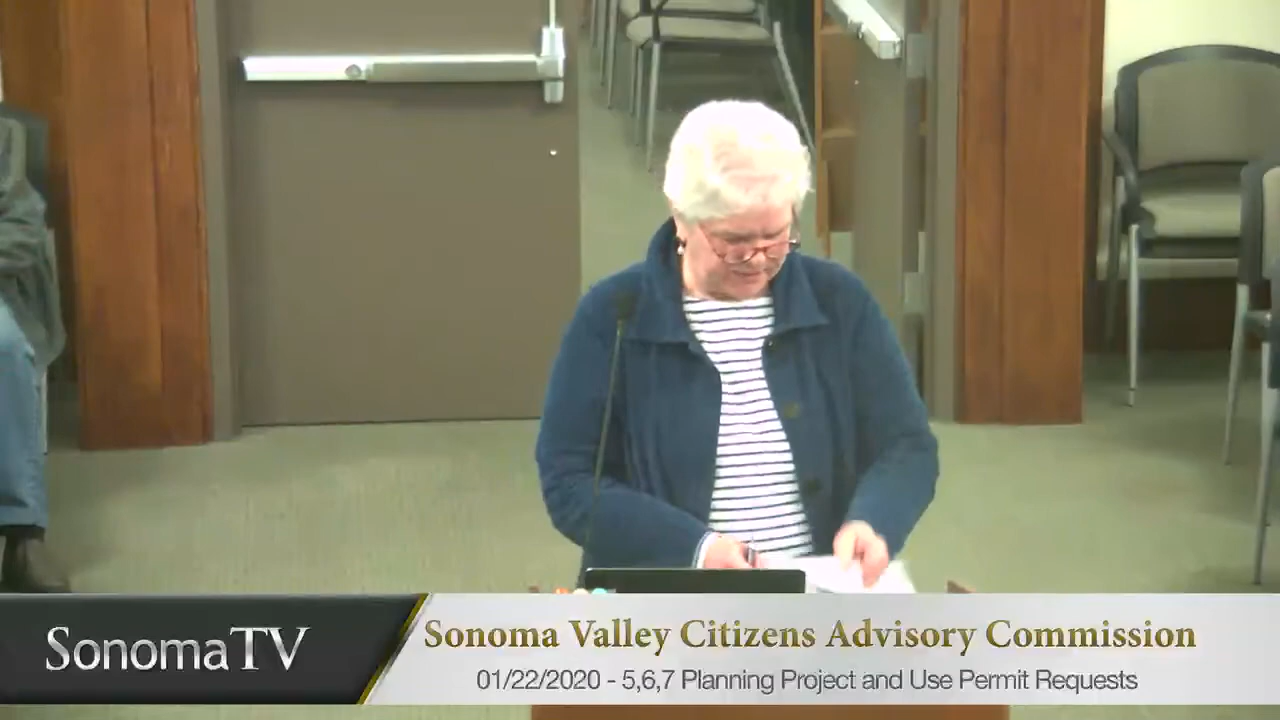 SonomaTV
Sonoma Valley Citizens Advisory Commission
01/22/2020 - 5,6,7 Planning Project and Use Permit Requests